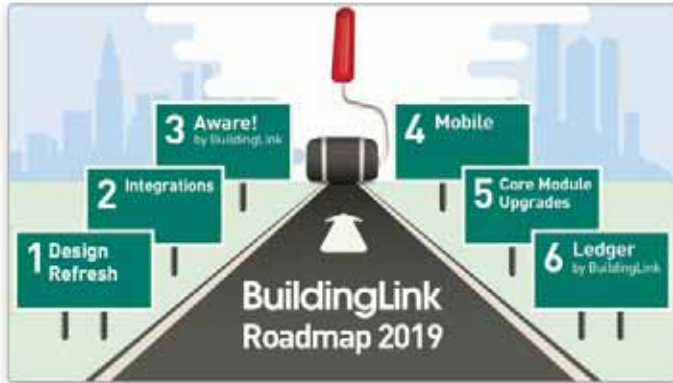 1 Design
Refresh
2 Integrations
3 Aware!
by BuildingLink
4 Mobile
5 Core Module
Upgrades
6 Ledger
by BuildingLink
BuildingLink
Roadmap 2019